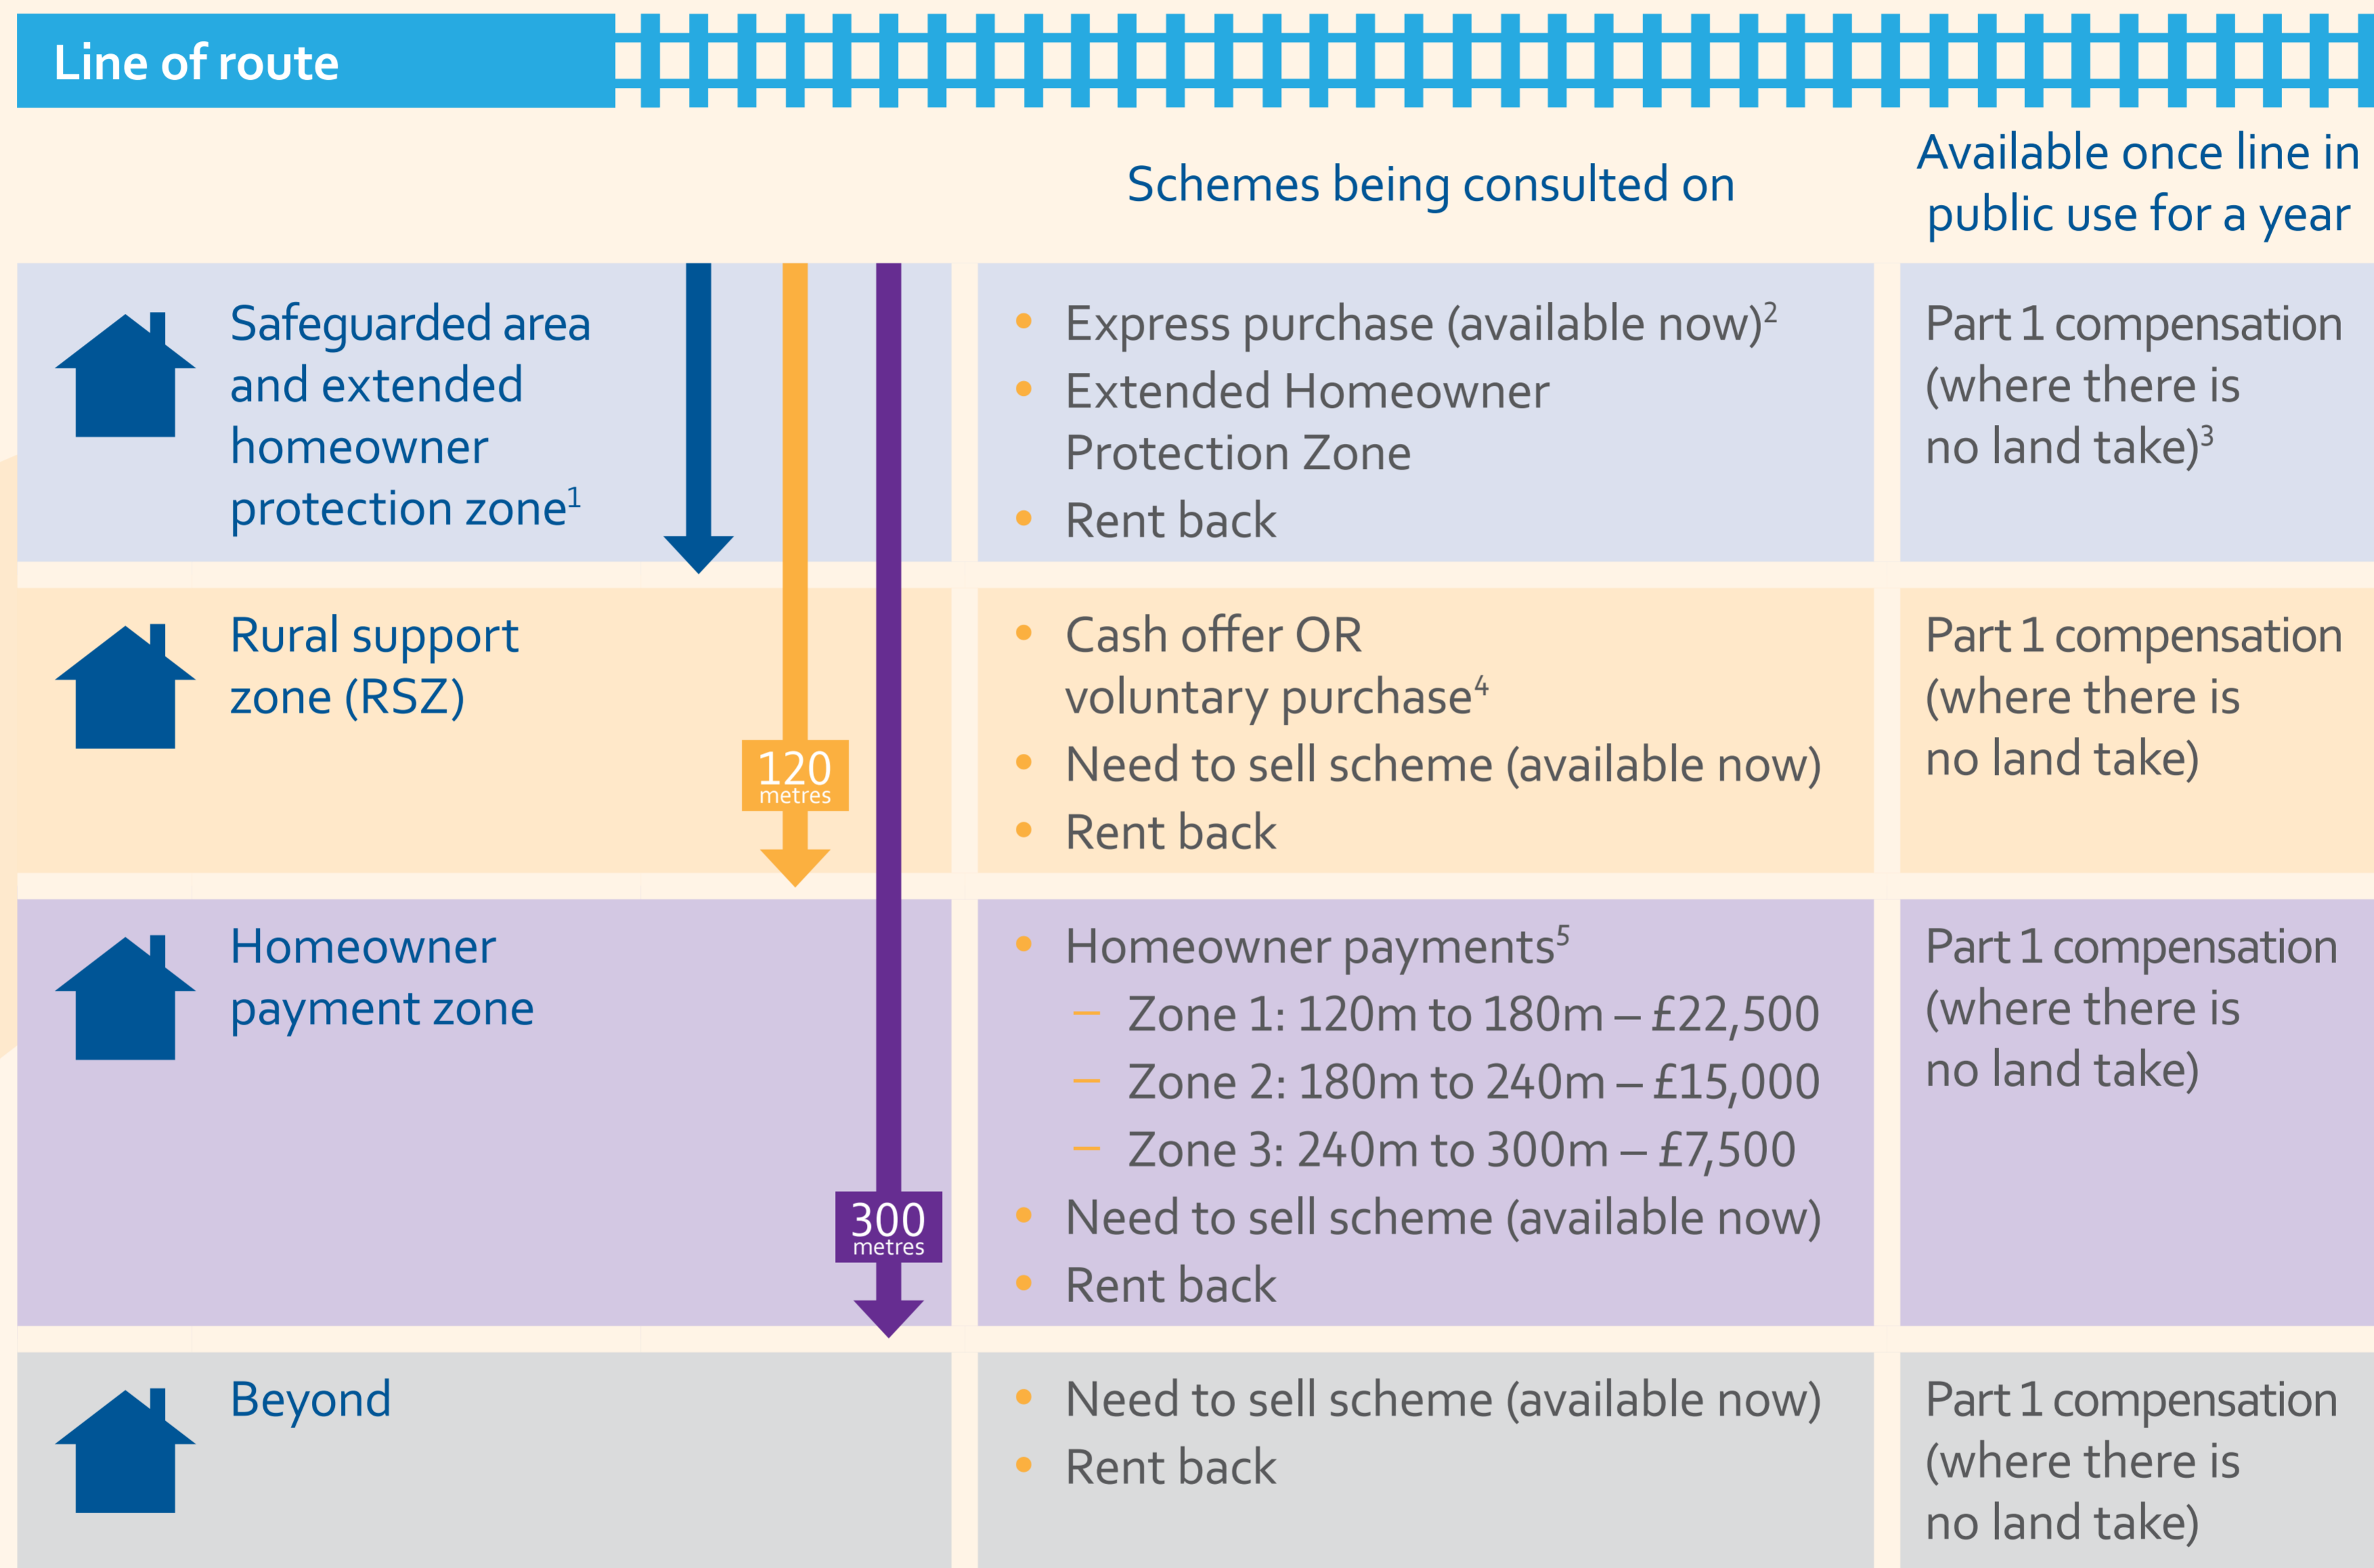 Line of route
Schemes being consulted on
Available once line in
public use for a year
Safeguarded area
and extended
homeowner
protection zone¹
• Express purchase (available now)²
• Extended Homeowner
Protection Zone
• Rent back
Part 1 compensation
(where there is
no land take)³
Rural support
zone (RSZ)
120
metres
• Cash offer OR
voluntary purchase⁴
• Need to sell scheme (available now)
• Rent back
Part 1 compensation
(where there is
no land take)
Homeowner
payment zone
300
metres
• Homeowner payments⁵
– Zone 1: 120m to 180m – £22,500
– Zone 2: 180m to 240m – £15,000
– Zone 3: 240m to 300m – £7,500
• Need to sell scheme (available now)
• Rent back
Part 1 compensation
(where there is
no land take)
Beyond
• Need to sell scheme (available now)
• Rent back
Part 1 compensation
(where there is
no land take)